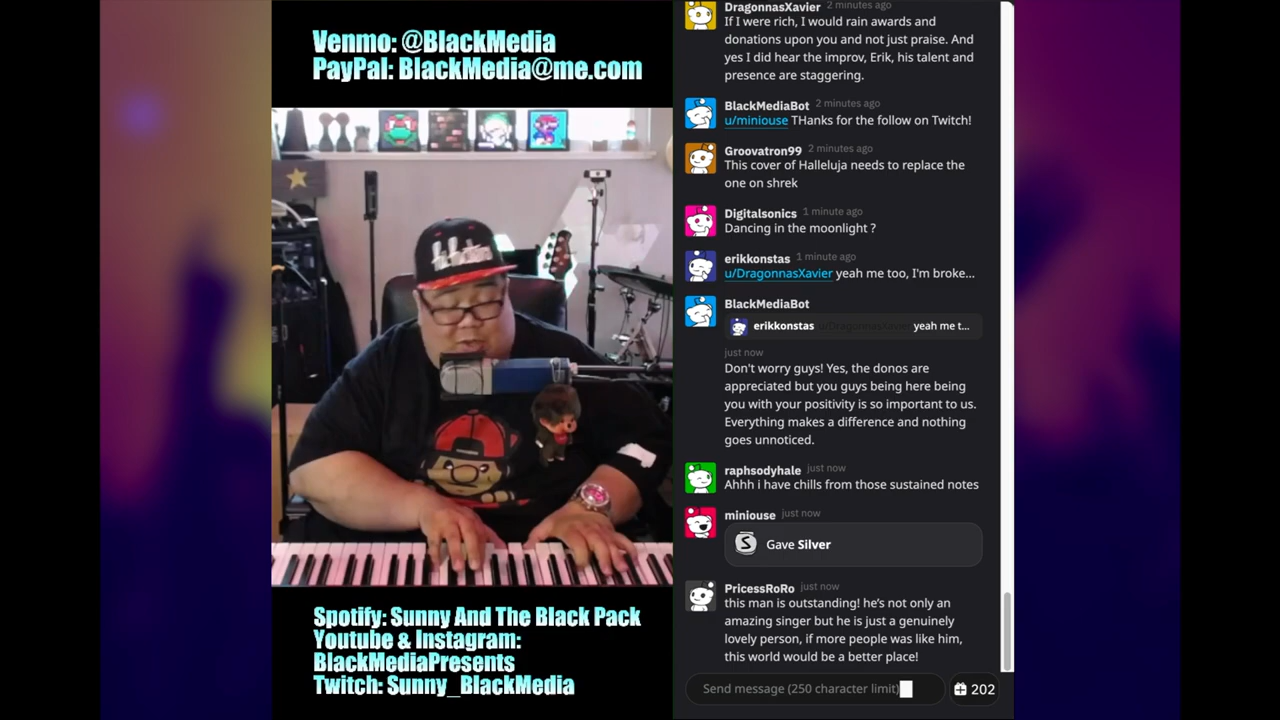 Venmo: @BlackMedia
PayPal: BlackMedia@me.com
Spotify: Sunny And The Black Pack
Youtube & Instagram:
BlackMediaPresents
Twitch: Sunny_BlackMedia
DragonnasXavier 2 minutes ago
If I were rich, I would rain awards and
donations upon you and not just praise. And
yes I did hear the improv, Erik, his talent and
presence are staggering.
BlackMediaBot 2 minutes ago
u/miniouse THanks for the follow on Twitch!
Groovatron99 2 minutes ago
This cover of Halleluja needs to replace the
one on shrek
Digitalsonics 1 minute ago
Dancing in the moonlight ?
erikkonstas 1 minute ago
u/DragonnasXavier yeah me too, I'm broke...
BlackMediaBot
erikkonstas u/DragonnasXavier yeah me t...
just now
Don't worry guys! Yes, the donos are
appreciated but you guys being here being
you with your positivity is so important to us.
Everything makes a difference and nothing
goes unnoticed.
raphsodyhale just now
Ahhh i have chills from those sustained notes
miniouse just now
Gave Silver
PricessRoRo just now
this man is outstanding! he's not only an
amazing singer but he is just a genuinely
lovely person, if more people was like him,
this world would be a better place!
Send message (250 character limit)
202